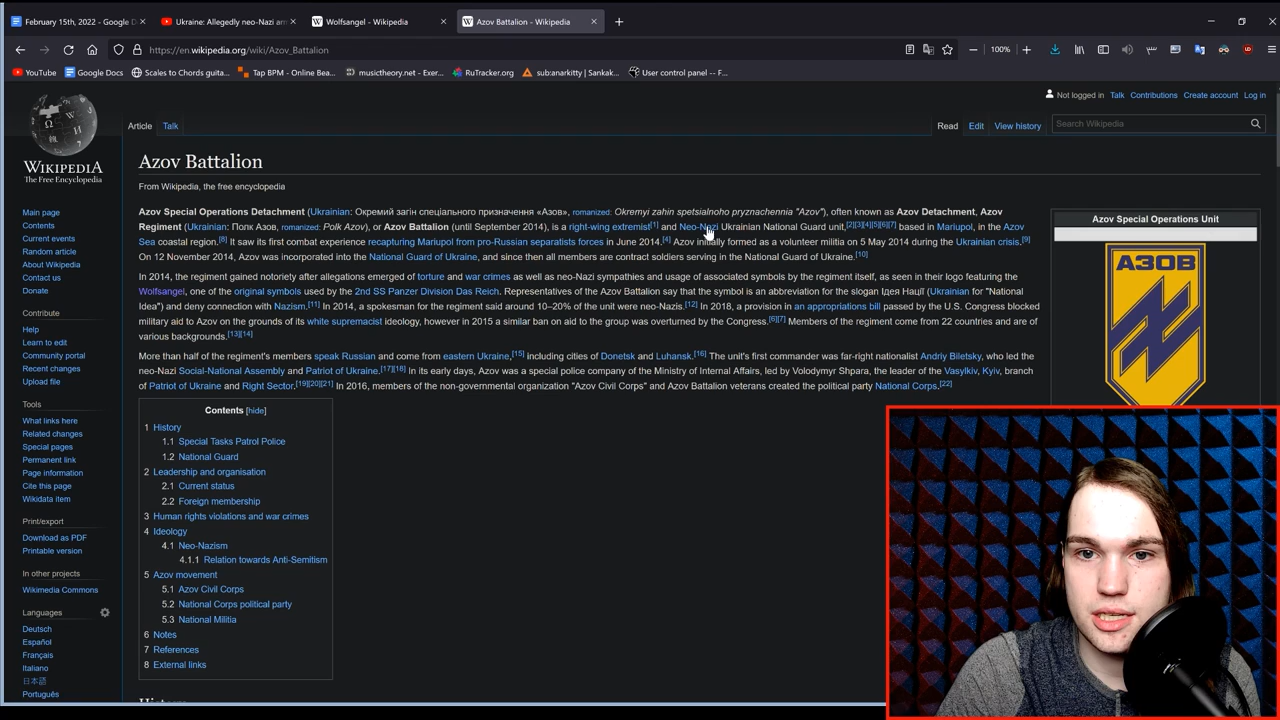 February 15th, 2022 - Google D
Ukraine: Allegedly neo-Nazi arm
Wolfsangel - Wikipedia
Azov Battalion - Wikipedia
https://en.wikipedia.org/wiki/Azov_Battalion
100%
YouTube
Google Docs
Scales to Chords guita...
Tap BPM - Online Bea...
musictheory.net - Exer...
RuTracker.org
sub:anarkitty | Sankak...
User control panel -- F...
Not logged in Talk Contributions Create account Log in
Article Talk
Read Edit View history
Search Wikipedia
WIKIPEDIA
The Free Encyclopedia
Main page
Contents
Current events
Random article
About Wikipedia
Contact us
Donate
Contribute
Help
Learn to edit
Community portal
Recent changes
Upload file
Tools
What links here
Related changes
Special pages
Permanent link
Page information
Cite this page
Wikidata item
Print/export
Download as PDF
Printable version
In other projects
Wikimedia Commons
Languages
Deutsch
Español
Français
Italiano
日本語
Português
Azov Battalion
From Wikipedia, the free encyclopedia
Azov Special Operations Detachment (Ukrainian: Окремий загін спеціального призначення «Азов», romanized: Okremyi zahin spetsialnoho pryznachennia "Azov"), often known as Azov Detachment, Azov
Regiment (Ukrainian: Полк Азов, romanized: Polk Azov), or Azov Battalion (until September 2014), is a right-wing extremist[1] and Neo-Nazi Ukrainian National Guard unit,[2][3][4][5][6][7] based in Mariupol, in the Azov
Sea coastal region.[8] It saw its first combat experience recapturing Mariupol from pro-Russian separatists forces in June 2014.[4] Azov initially formed as a volunteer militia on 5 May 2014 during the Ukrainian crisis.[9]
On 12 November 2014, Azov was incorporated into the National Guard of Ukraine, and since then all members are contract soldiers serving in the National Guard of Ukraine.[10]
In 2014, the regiment gained notoriety after allegations emerged of torture and war crimes as well as neo-Nazi sympathies and usage of associated symbols by the regiment itself, as seen in their logo featuring the
Wolfsangel, one of the original symbols used by the 2nd SS Panzer Division Das Reich. Representatives of the Azov Battalion say that the symbol is an abbreviation for the slogan Ідея Нації (Ukrainian for "National
Idea") and deny connection with Nazism.[11] In 2014, a spokesman for the regiment said around 10–20% of the unit were neo-Nazis.[12] In 2018, a provision in an appropriations bill passed by the U.S. Congress blocked
military aid to Azov on the grounds of its white supremacist ideology, however in 2015 a similar ban on aid to the group was overturned by the Congress.[6][7] Members of the regiment come from 22 countries and are of
various backgrounds.[13][14]
More than half of the regiment's members speak Russian and come from eastern Ukraine,[15] including cities of Donetsk and Luhansk.[16] The unit's first commander was far-right nationalist Andriy Biletsky, who led the
neo-Nazi Social-National Assembly and Patriot of Ukraine.[17][18] In its early days, Azov was a special police company of the Ministry of Internal Affairs, led by Volodymyr Shpara, the leader of the Vasylkiv, Kyiv, branch
of Patriot of Ukraine and Right Sector.[19][20][21] In 2016, members of the non-governmental organization "Azov Civil Corps" and Azov Battalion veterans created the political party National Corps.[22]
Contents [hide]
1 History
1.1 Special Tasks Patrol Police
1.2 National Guard
2 Leadership and organisation
2.1 Current status
2.2 Foreign membership
3 Human rights violations and war crimes
4 Ideology
4.1 Neo-Nazism
4.1.1 Relation towards Anti-Semitism
5 Azov movement
5.1 Azov Civil Corps
5.2 National Corps political party
5.3 National Militia
6 Notes
7 References
8 External links
Azov Special Operations Unit
АЗОВ